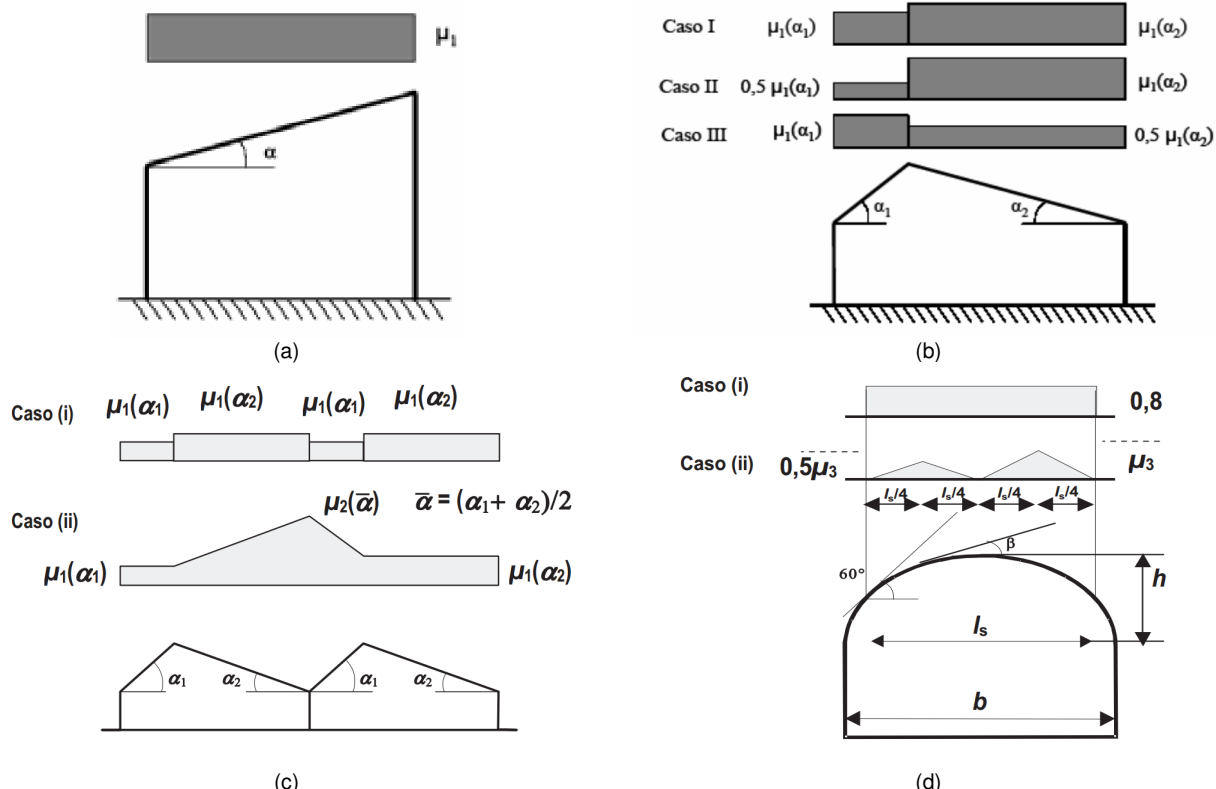 μ₁
α
(a)
Caso I μ₁(α₁) μ₁(α₂)
Caso II 0,5 μ₁(α₁) μ₁(α₂)
Caso III μ₁(α₁) 0,5 μ₁(α₂)
α₁ α₂
(b)
Caso (i) μ₁(α₁) μ₁(α₂) μ₁(α₁) μ₁(α₂)
μ₂(ᾱ) ᾱ = (α₁+ α₂)/2
Caso (ii)
μ₁(α₁) μ₁(α₂)
α₁ α₂ α₁ α₂
(c)
Caso (i) 0,8
Caso (ii) 0,5μ₃ μ₃
lₛ/4 lₛ/4 lₛ/4 lₛ/4
β
60°
h
lₛ
b
(d)